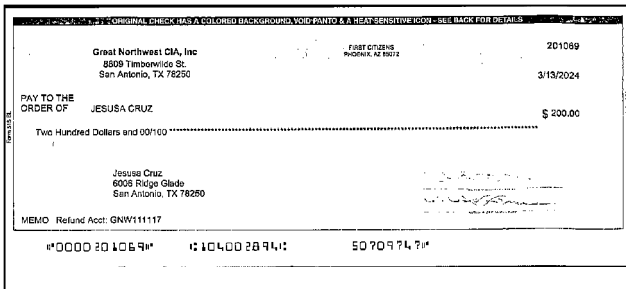 ORIGINAL CHECK HAS A COLORED BACKGROUND, VOID PANTO & A HEAT SENSITIVE ICON - SEE BACK FOR DETAILS
Great Northwest CIA, Inc
8809 Timberwilde St.
San Antonio, TX 78250
FIRST CITIZENS
PHOENIX, AZ 85072
201069
3/13/2024
PAY TO THE
ORDER OF JESUSA CRUZ
$ 200.00
Two Hundred Dollars and 00/100
Jesusa Cruz
6006 Ridge Glade
San Antonio, TX 78250
MEMO Refund Acct: GNW111117
⑈0000201069⑈ ⑆104002894⑆ 50709747⑈